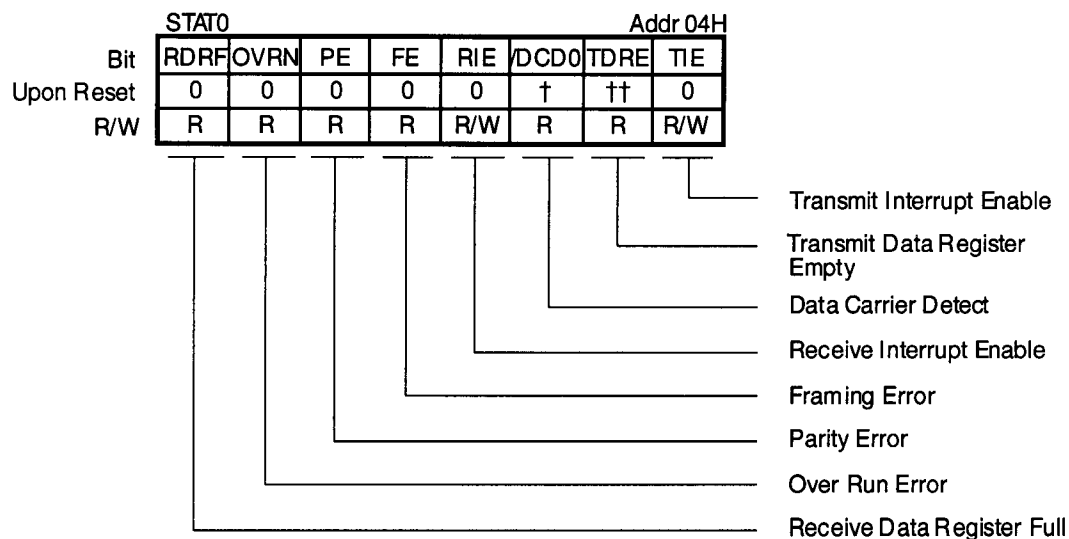 STAT0 Addr 04H
Bit RDRF OVRN PE FE RIE /DCD0 TDRE TIE
Upon Reset 0 0 0 0 0 † †† 0
R/W R R R R R/W R R R/W
Transmit Interrupt Enable
Transmit Data Register
Empty
Data Carrier Detect
Receive Interrupt Enable
Framing Error
Parity Error
Over Run Error
Receive Data Register Full